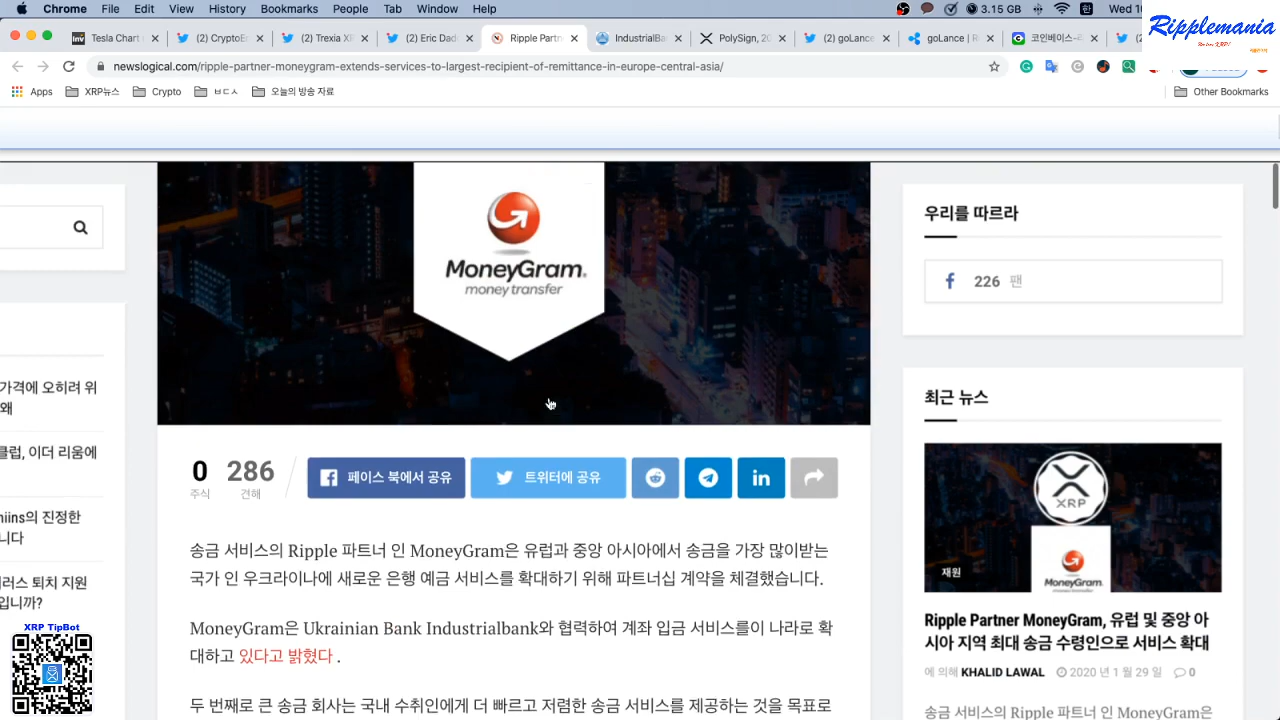 Chrome File Edit View History Bookmarks People Tab Window Help 3.15 GB 한 Wed 1
Tesla Chart
CryptoE
Trexia XR
Eric Dad
Ripple Partn
IndustrialBa
PolySign, 20
goLance
goLance | R
코인베이스-리
Ripplemania
newslogical.com/ripple-partner-moneygram-extends-services-to-largest-recipient-of-remittance-in-europe-central-asia/
Apps XRP뉴스 Crypto ㅂㄷㅅ 오늘의 방송 자료 Other Bookmarks
MoneyGram.
money transfer
우리를 따르라
226 팬
가격에 오히려 위
왜
클럽, 이더 리움에
niins의 진정한
니다
러스 퇴치 지원
입니까?
XRP TipBot
0
주식
286
견해
페이스 북에서 공유
트위터에 공유
in
송금 서비스의 Ripple 파트너 인 MoneyGram은 유럽과 중앙 아시아에서 송금을 가장 많이받는
국가 인 우크라이나에 새로운 은행 예금 서비스를 확대하기 위해 파트너십 계약을 체결했습니다.
MoneyGram은 Ukrainian Bank Industrialbank와 협력하여 계좌 입금 서비스를이 나라로 확
대하고 있다고 밝혔다 .
두 번째로 큰 송금 회사는 국내 수취인에게 더 빠르고 저렴한 송금 서비스를 제공하는 것을 목표로
최근 뉴스
XRP
MoneyGram.
재원
Ripple Partner MoneyGram, 유럽 및 중앙 아
시아 지역 최대 송금 수령인으로 서비스 확대
에 의해 KHALID LAWAL 2020 년 1 월 29 일 0
송금 서비스의 Ripple 파트너 인 MoneyGram은